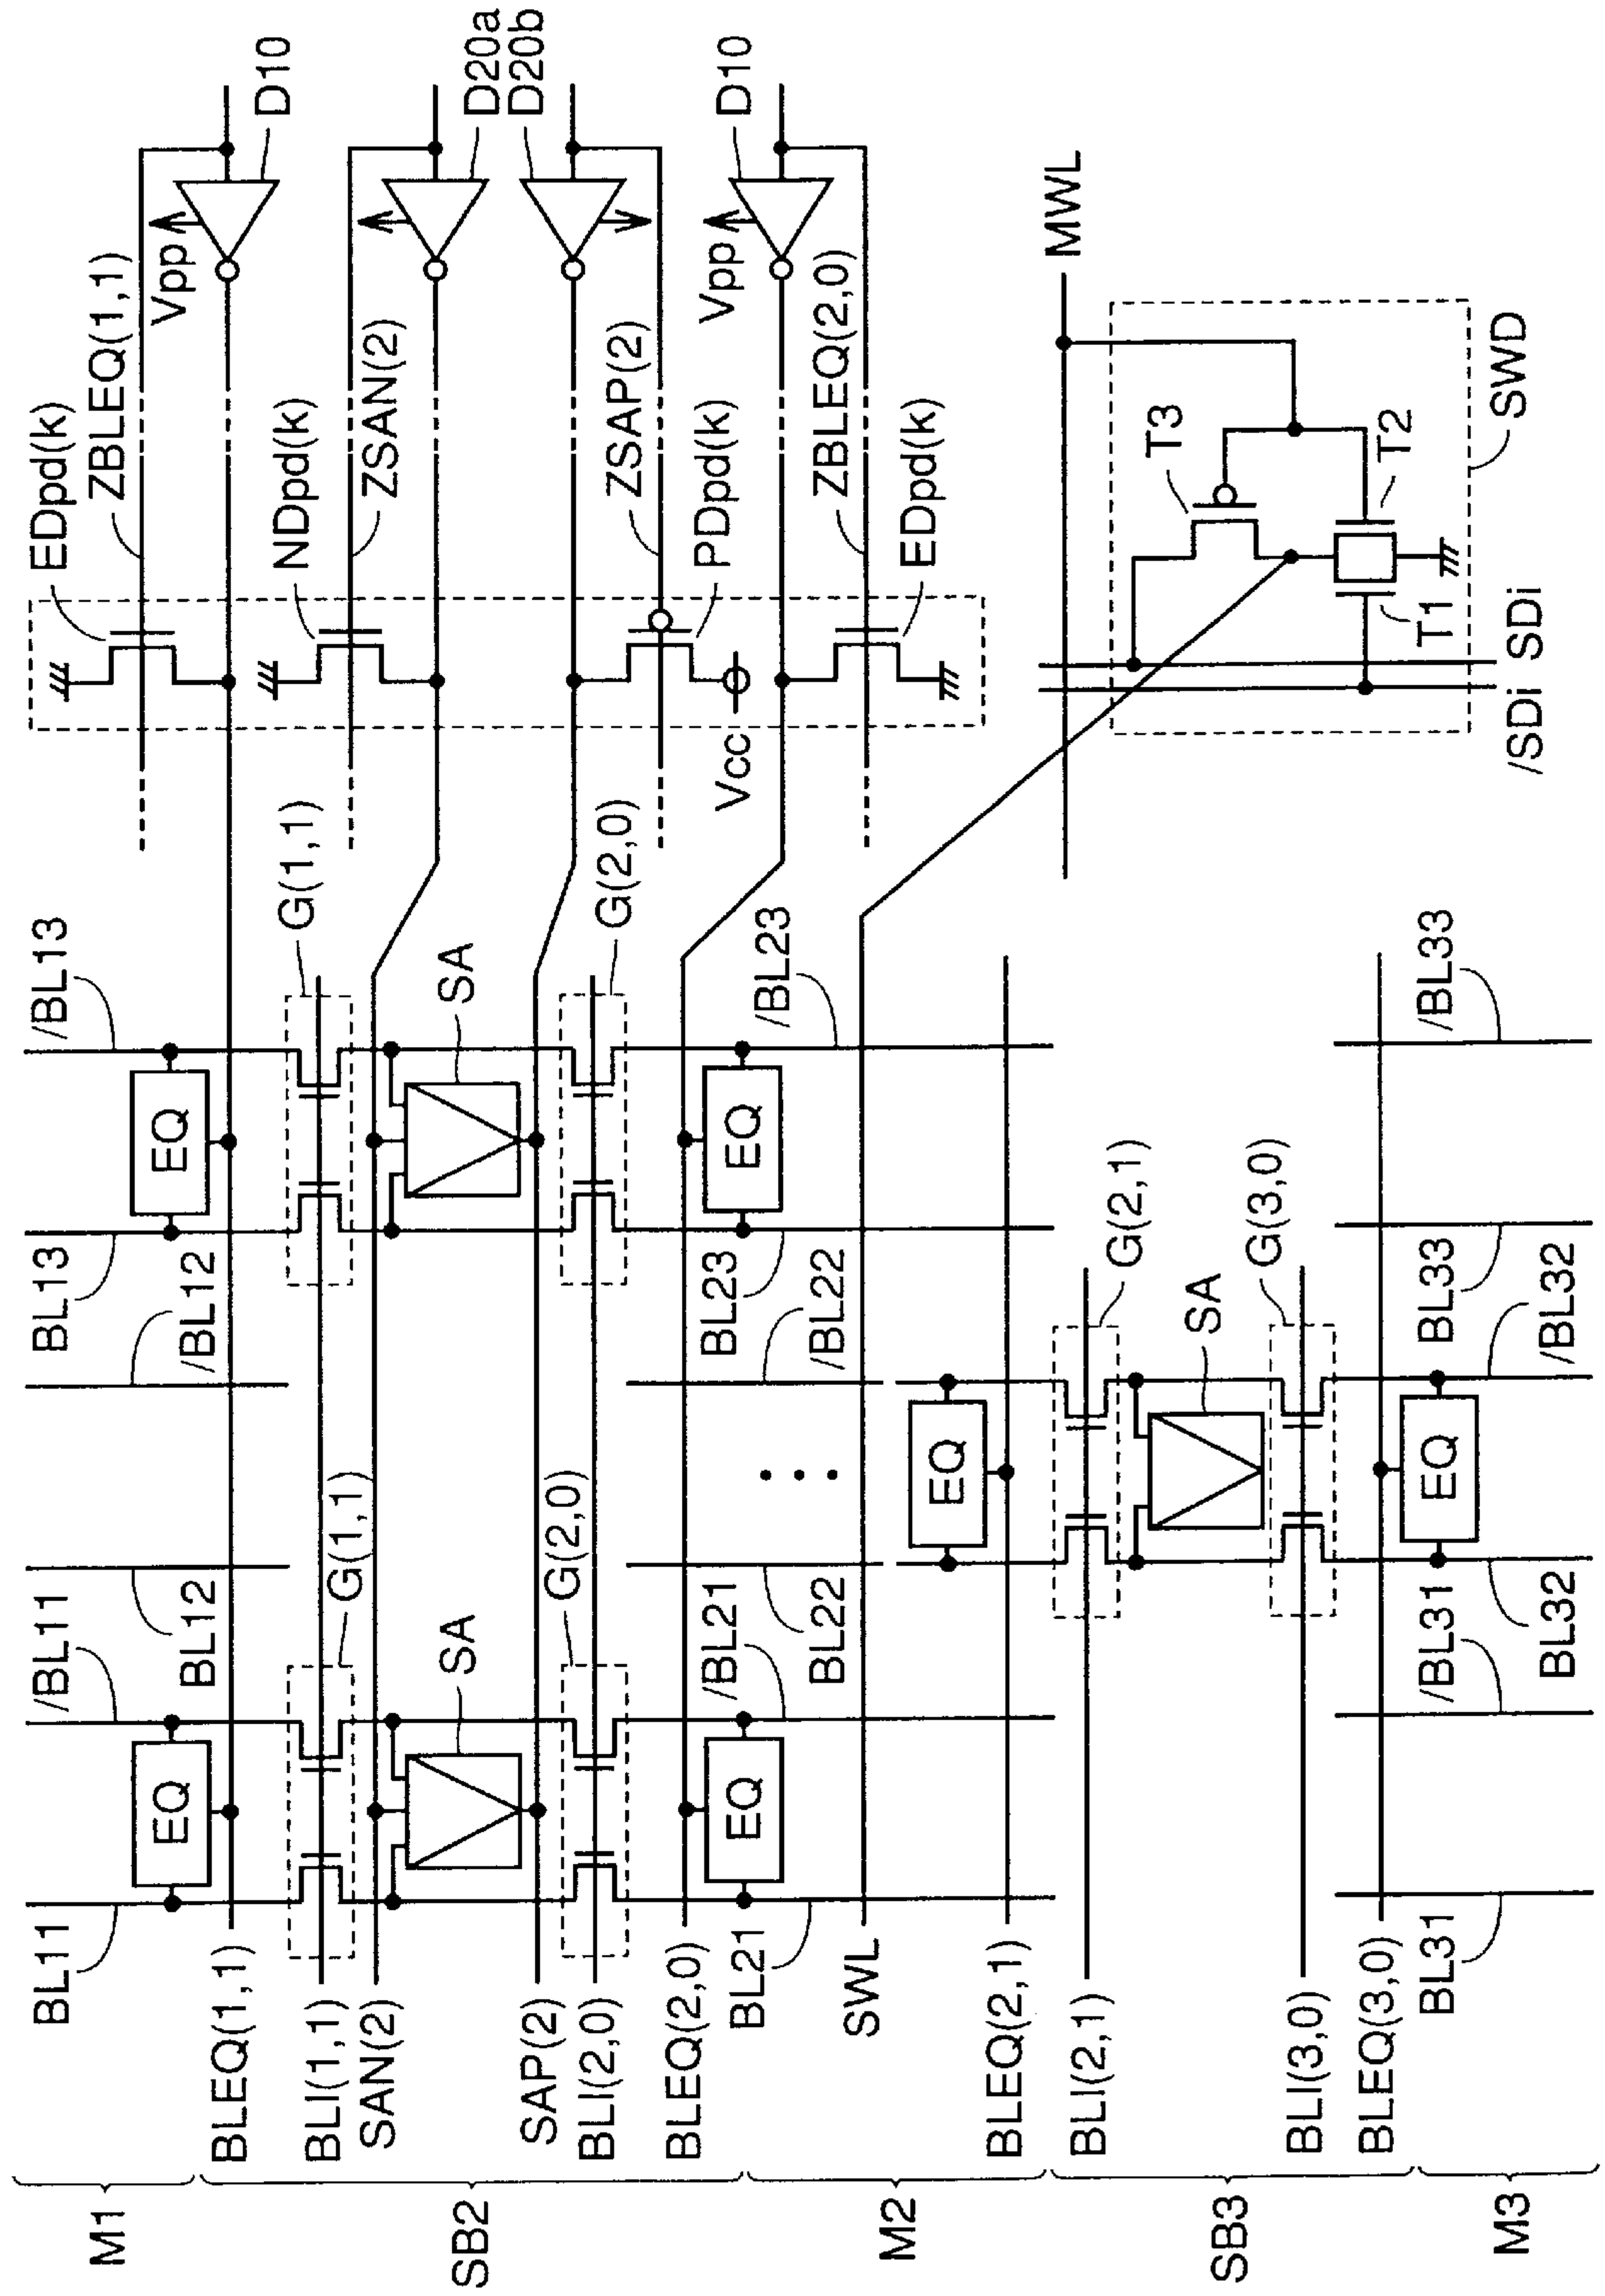 M1
SB2
M2
SB3
M3
BL11
BLEQ(1,1)
BLI(1,1)
SAN(2)
SAP(2)
BLI(2,0)
BLEQ(2,0)
BL21
SWL
BLEQ(2,1)
BLI(2,1)
BLI(3,0)
BLEQ(3,0)
BL31
EQ
/BL11
BL12
G(1,1)
SA
G(2,0)
EQ
/BL21
BL22
/BL31
BL32
EQ
SA
EQ
G(2,1)
G(3,0)
/BL32
BL33
/BL33
BL13
/BL12
EQ
/BL13
G(1,1)
SA
G(2,0)
EQ
BL23
/BL22
/BL23
EDpd(k)
ZBLEQ(1,1)
NDpd(k)
ZSAN(2)
ZSAP(2)
PDpd(k)
Vcc
ZBLEQ(2,0)
EDpd(k)
Vpp
D10
D20a
D20b
Vpp
D10
MWL
T3
T2
T1
SWD
SDi
/SDi